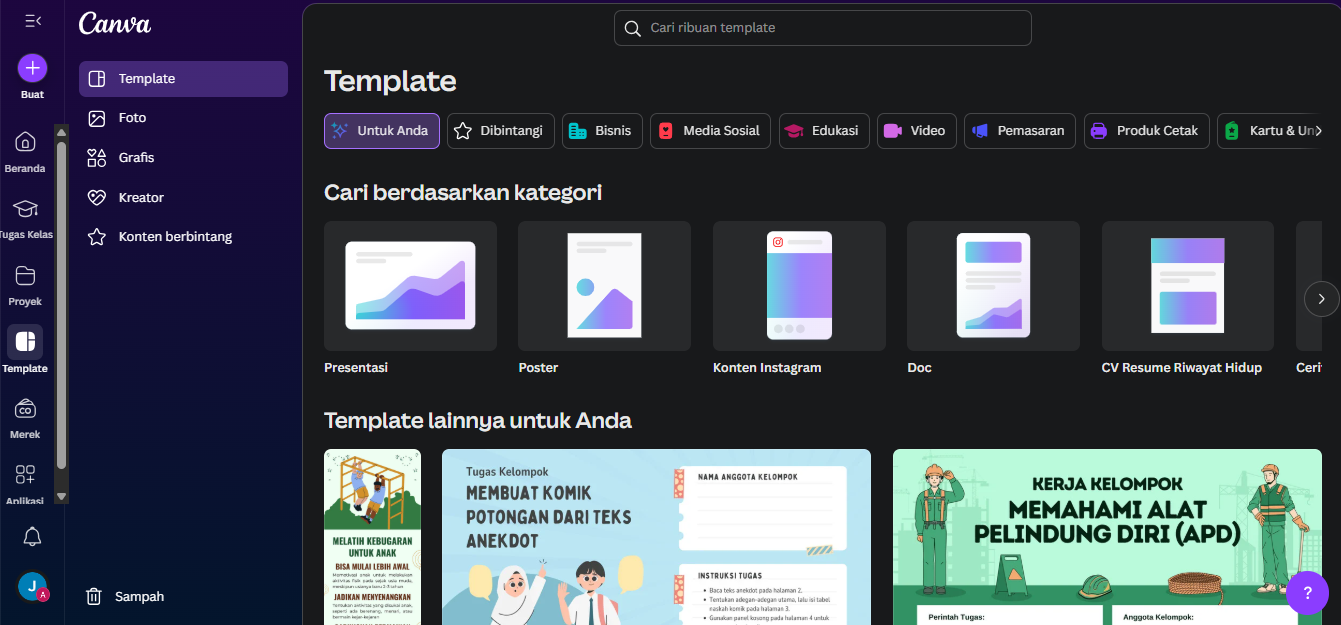 Canva
Cari ribuan template
Buat
Beranda
Tugas Kelas
Proyek
Template
Merek
Aplikasi
J
A
Template
Foto
Grafis
Kreator
Konten berbintang
Sampah
Template
Untuk Anda
Dibintangi
Bisnis
Media Sosial
Edukasi
Video
Pemasaran
Produk Cetak
Kartu & Un
Cari berdasarkan kategori
Presentasi
Poster
Konten Instagram
Doc
CV Resume Riwayat Hidup
Ceri
Template lainnya untuk Anda
MELATIH KEBUGARAN
UNTUK ANAK
BISA MULAI LEBIH AWAL
JADIKAN MENYENANGKAN
Tugas Kelompok
MEMBUAT KOMIK
POTONGAN DARI TEKS
ANEKDOT
NAMA ANGGOTA KELOMPOK
INSTRUKSI TUGAS
Baca teks anekdot pada halaman 2.
Tentukan adegan-adegan utama, lalu isi tabel
naskah komik pada halaman 3.
Gunakan panel kosong pada halaman 4 untuk
KERJA KELOMPOK
MEMAHAMI ALAT
PELINDUNG DIRI (APD)
Perintah Tugas:
Anggota Kelompok:
?